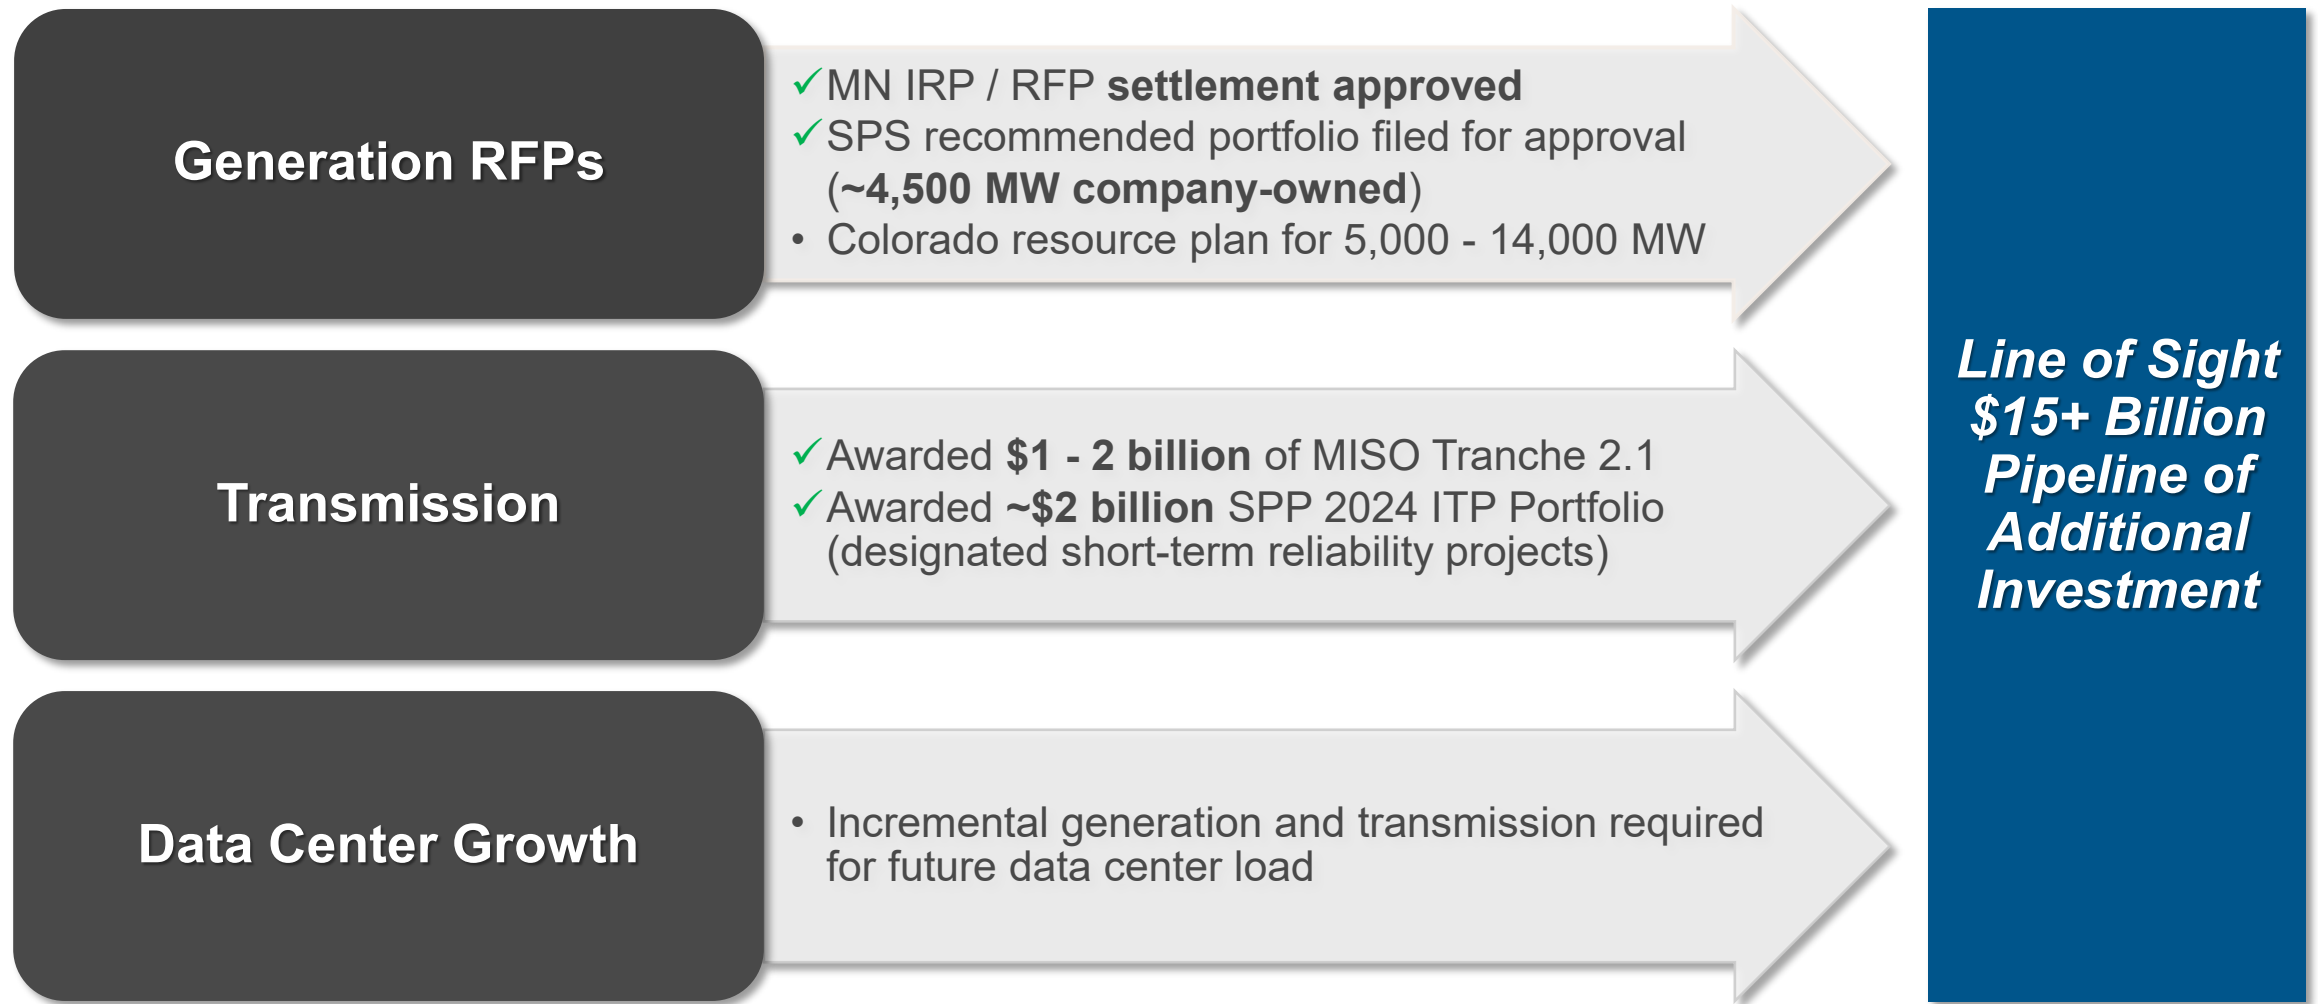 Generation RFPs
✓MN IRP / RFP settlement approved
✓SPS recommended portfolio filed for approval
(~4,500 MW company-owned)
• Colorado resource plan for 5,000 - 14,000 MW
Transmission
✓Awarded $1 - 2 billion of MISO Tranche 2.1
✓Awarded ~$2 billion SPP 2024 ITP Portfolio
(designated short-term reliability projects)
Data Center Growth
• Incremental generation and transmission required
for future data center load
Line of Sight
$15+ Billion
Pipeline of
Additional
Investment